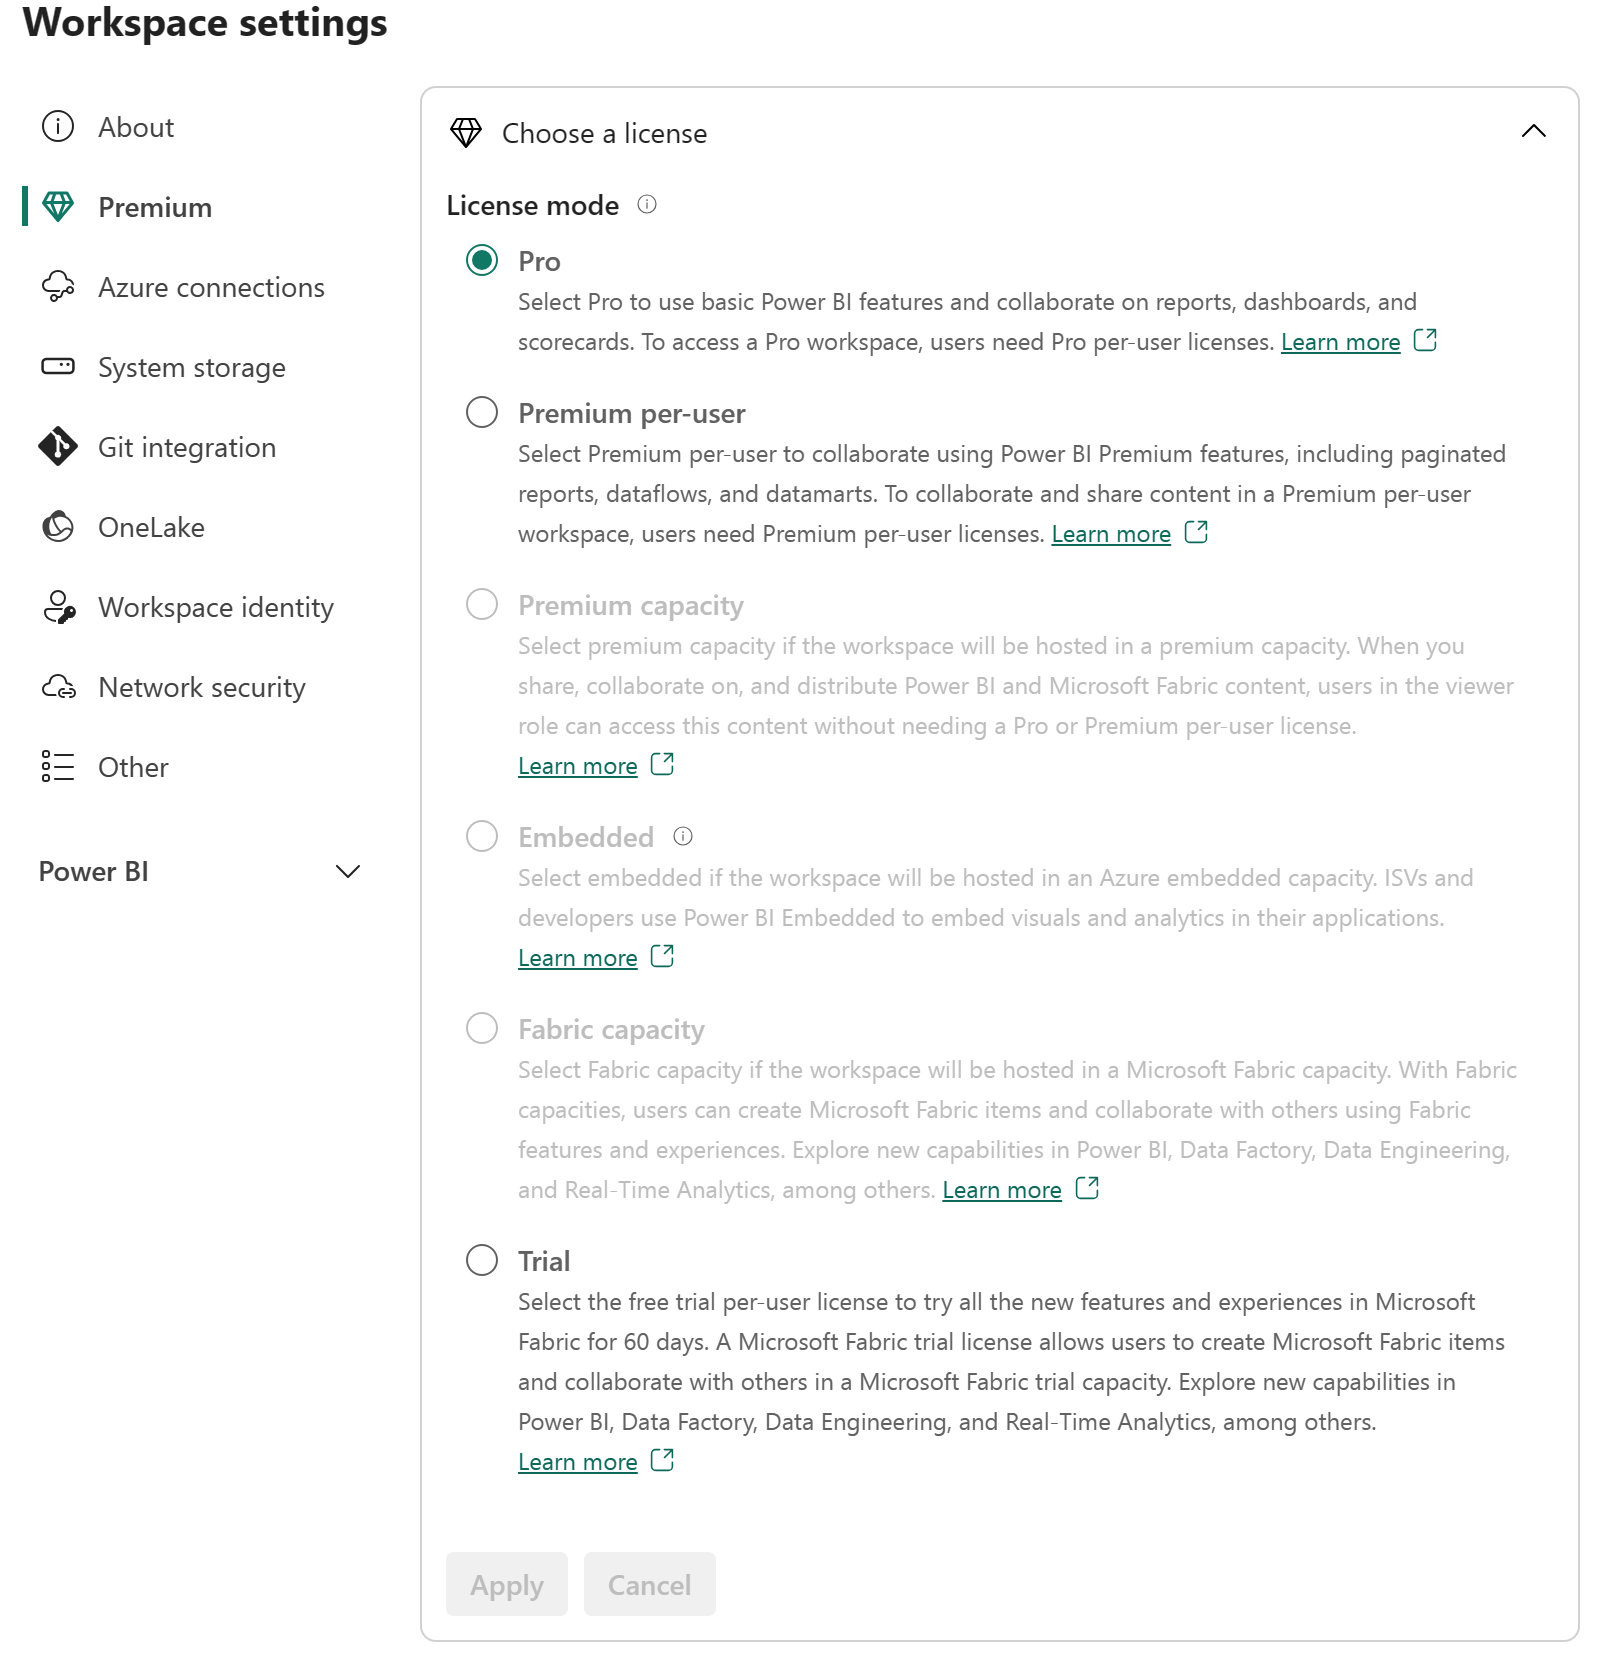 Workspace settings
About
Premium
Azure connections
System storage
Git integration
OneLake
Workspace identity
Network security
Other
Power BI
Choose a license
License mode
Pro
Select Pro to use basic Power BI features and collaborate on reports, dashboards, and
scorecards. To access a Pro workspace, users need Pro per-user licenses. Learn more
Premium per-user
Select Premium per-user to collaborate using Power BI Premium features, including paginated
reports, dataflows, and datamarts. To collaborate and share content in a Premium per-user
workspace, users need Premium per-user licenses. Learn more
Premium capacity
Select premium capacity if the workspace will be hosted in a premium capacity. When you
share, collaborate on, and distribute Power BI and Microsoft Fabric content, users in the viewer
role can access this content without needing a Pro or Premium per-user license.
Learn more
Embedded
Select embedded if the workspace will be hosted in an Azure embedded capacity. ISVs and
developers use Power BI Embedded to embed visuals and analytics in their applications.
Learn more
Fabric capacity
Select Fabric capacity if the workspace will be hosted in a Microsoft Fabric capacity. With Fabric
capacities, users can create Microsoft Fabric items and collaborate with others using Fabric
features and experiences. Explore new capabilities in Power BI, Data Factory, Data Engineering,
and Real-Time Analytics, among others. Learn more
Trial
Select the free trial per-user license to try all the new features and experiences in Microsoft
Fabric for 60 days. A Microsoft Fabric trial license allows users to create Microsoft Fabric items
and collaborate with others in a Microsoft Fabric trial capacity. Explore new capabilities in
Power BI, Data Factory, Data Engineering, and Real-Time Analytics, among others.
Learn more
Apply
Cancel